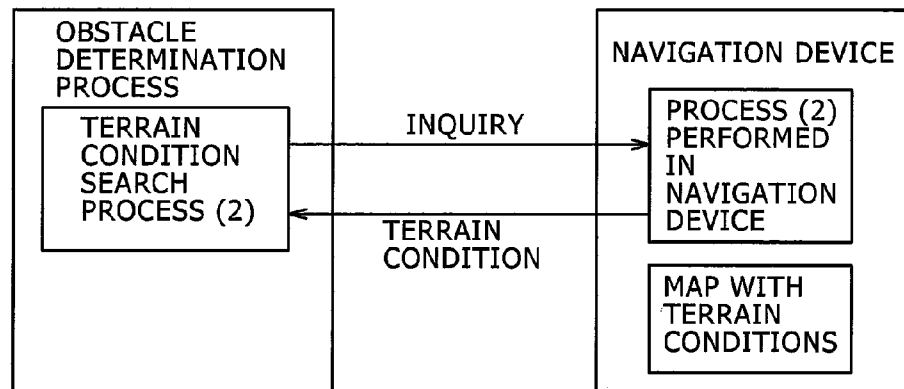 OBSTACLE
DETERMINATION
PROCESS
TERRAIN
CONDITION
SEARCH
PROCESS (2)
INQUIRY
TERRAIN
CONDITION
NAVIGATION DEVICE
PROCESS (2)
PERFORMED
IN
NAVIGATION
DEVICE
MAP WITH
TERRAIN
CONDITIONS